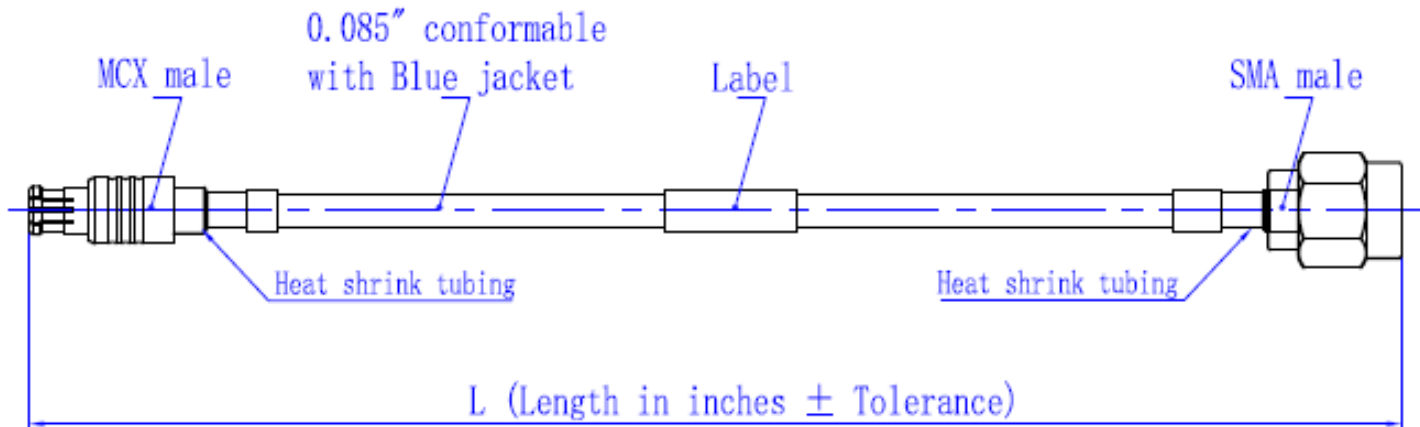 0.085" conformable
with Blue jacket
MCX male
Label
SMA male
Heat shrink tubing
Heat shrink tubing
L (Length in inches ± Tolerance)